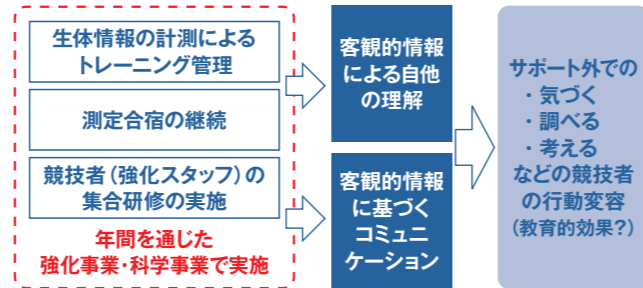 生体情報の計測による
トレーニング管理
測定合宿の継続
競技者（強化スタッフ）の
集合研修の実施
年間を通じた
強化事業・科学事業で実施
客観的情報
による自他
の理解
客観的情報
に基づく
コミュニ
ケーション
サポート外での
・気づく
・調べる
・考える
などの競技者
の行動変容
（教育的効果？）